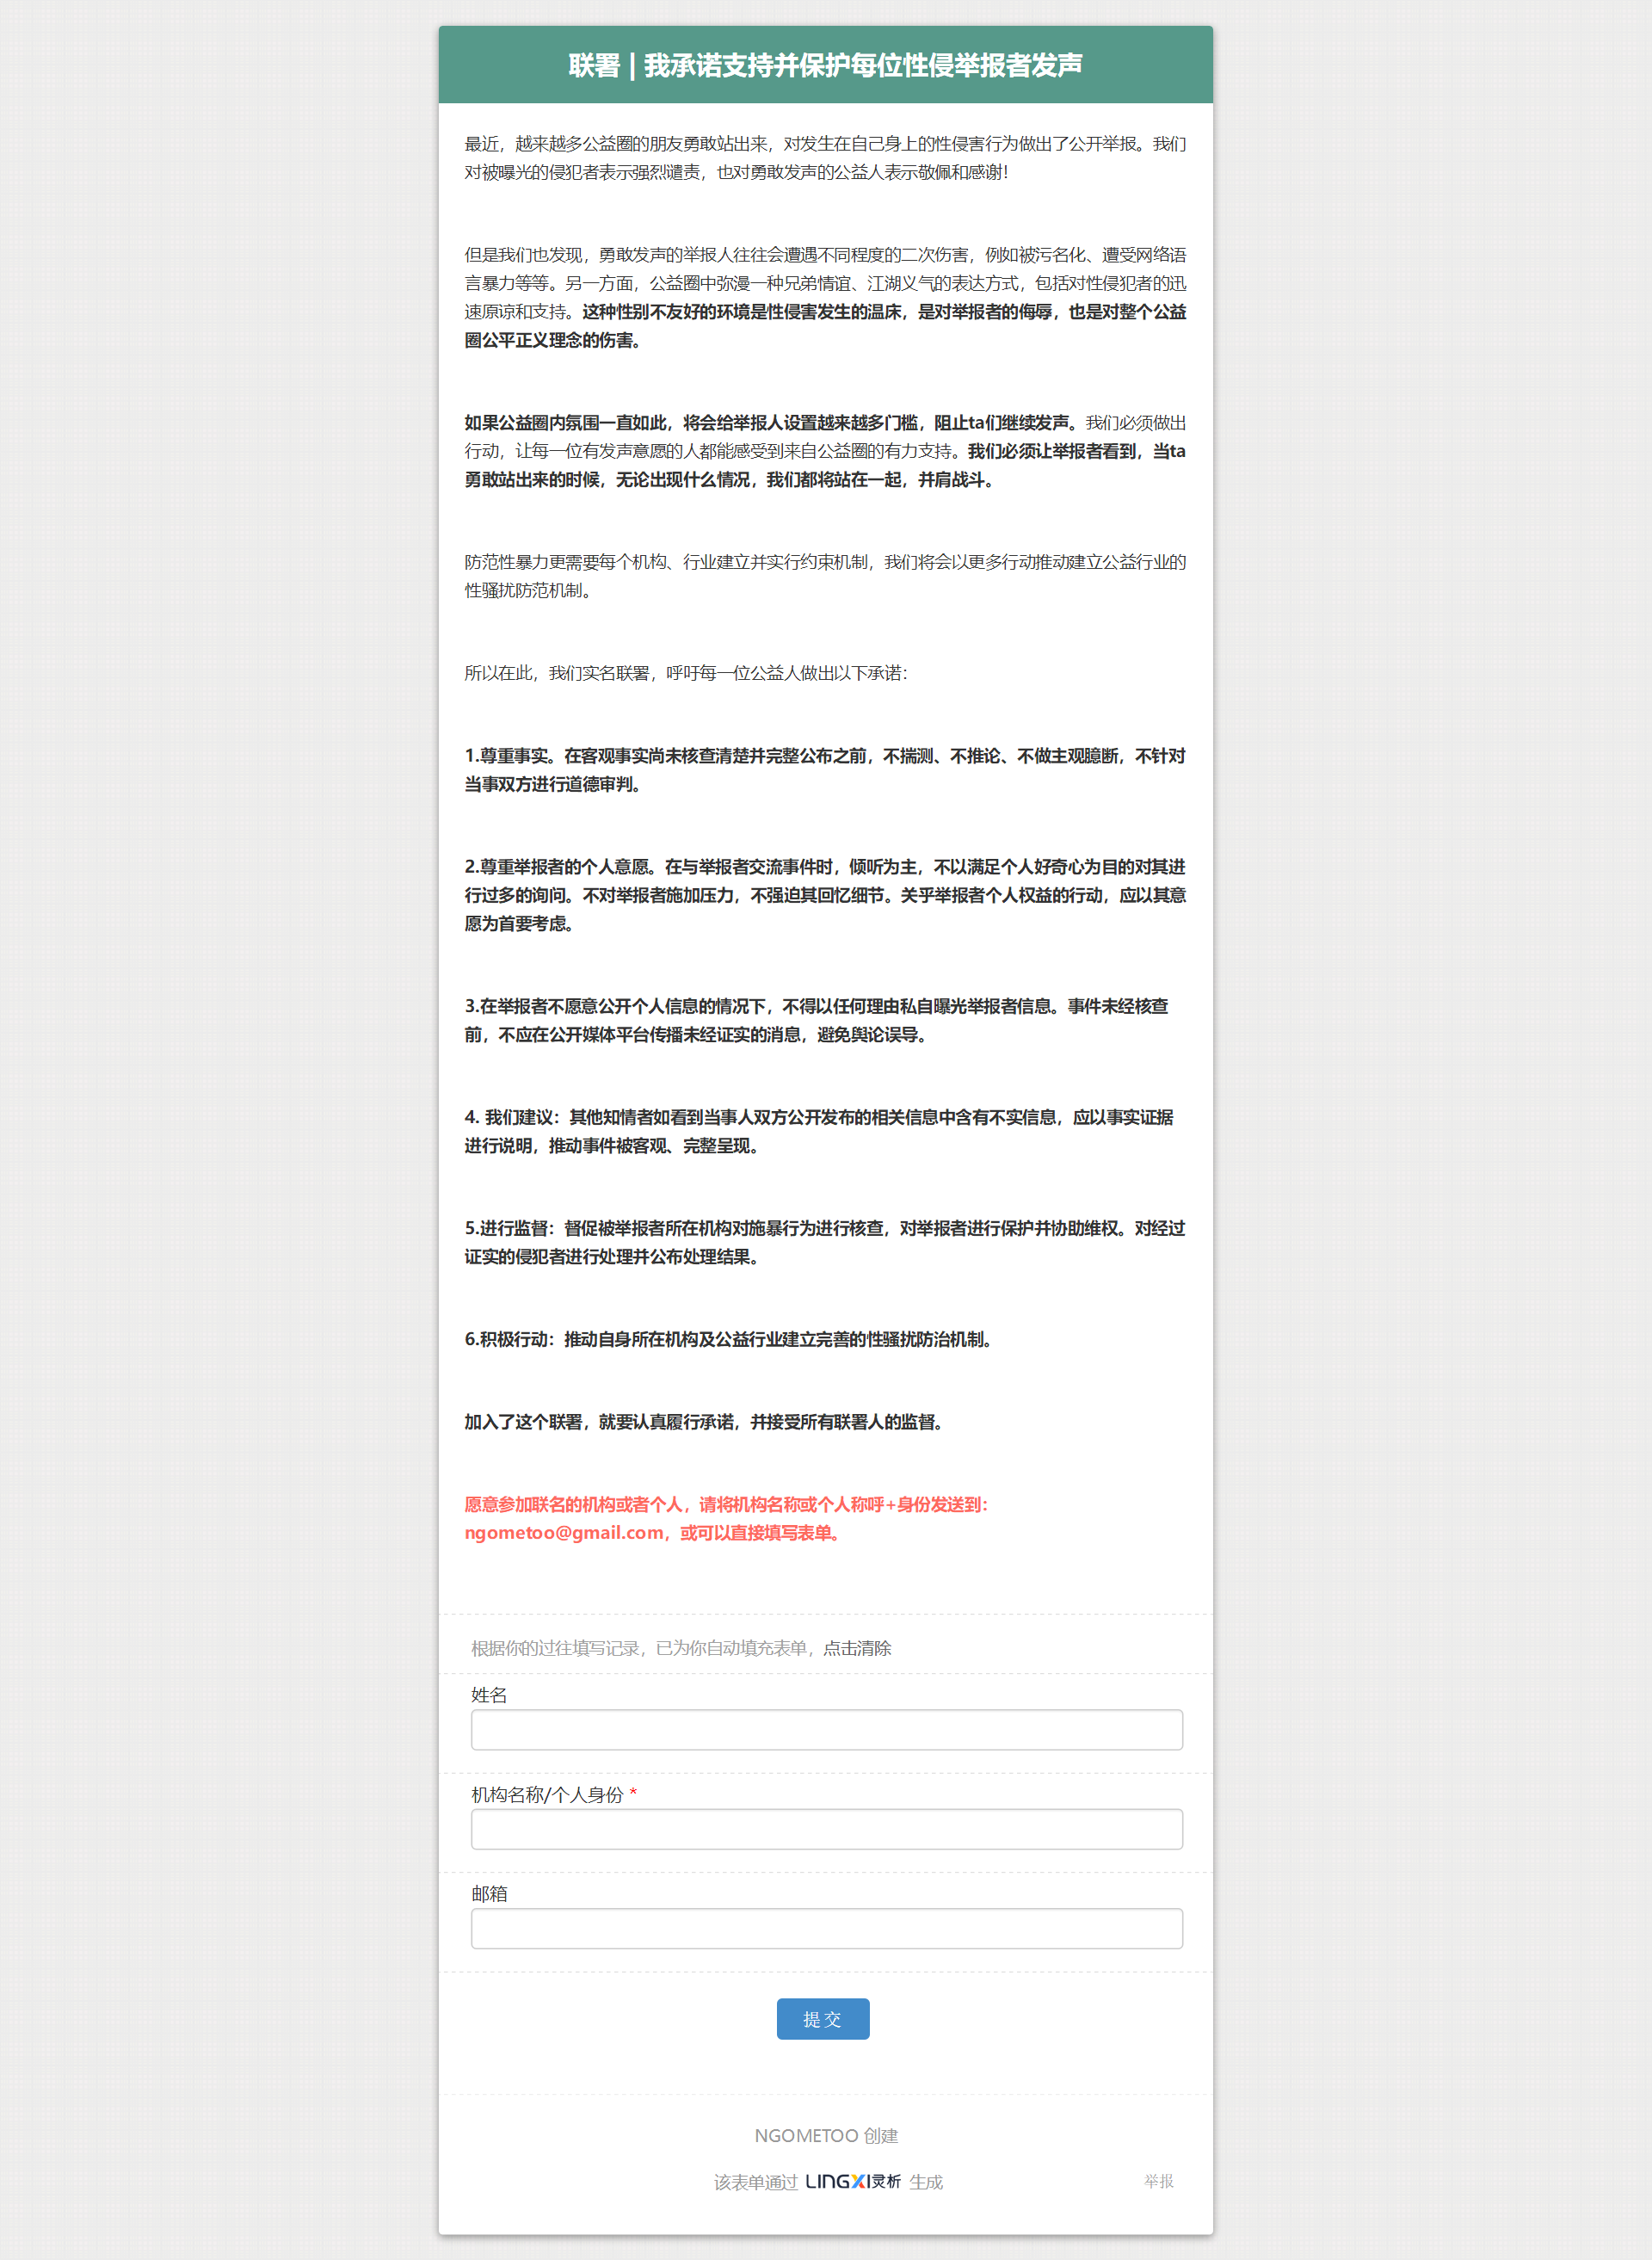 联署 | 我承诺支持并保护每位性侵举报者发声
最近，越来越多公益圈的朋友勇敢站出来，对发生在自己身上的性侵害行为做出了公开举报。我们
对被曝光的侵犯者表示强烈谴责，也对勇敢发声的公益人表示敬佩和感谢！
但是我们也发现，勇敢发声的举报人往往会遭遇不同程度的二次伤害，例如被污名化、遭受网络语
言暴力等等。另一方面，公益圈中弥漫一种兄弟情谊、江湖义气的表达方式，包括对性侵犯者的迅
速原谅和支持。这种性别不友好的环境是性侵害发生的温床，是对举报者的侮辱，也是对整个公益
圈公平正义理念的伤害。
如果公益圈内氛围一直如此，将会给举报人设置越来越多门槛，阻止ta们继续发声。我们必须做出
行动，让每一位有发声意愿的人都能感受到来自公益圈的有力支持。我们必须让举报者看到，当ta
勇敢站出来的时候，无论出现什么情况，我们都将站在一起，并肩战斗。
防范性暴力更需要每个机构、行业建立并实行约束机制，我们将会以更多行动推动建立公益行业的
性骚扰防范机制。
所以在此，我们实名联署，呼吁每一位公益人做出以下承诺：
1.尊重事实。在客观事实尚未核查清楚并完整公布之前，不揣测、不推论、不做主观臆断，不针对
当事双方进行道德审判。
2.尊重举报者的个人意愿。在与举报者交流事件时，倾听为主，不以满足个人好奇心为目的对其进
行过多的询问。不对举报者施加压力，不强迫其回忆细节。关乎举报者个人权益的行动，应以其意
愿为首要考虑。
3.在举报者不愿意公开个人信息的情况下，不得以任何理由私自曝光举报者信息。事件未经核查
前，不应在公开媒体平台传播未经证实的消息，避免舆论误导。
4. 我们建议：其他知情者如看到当事人双方公开发布的相关信息中含有不实信息，应以事实证据
进行说明，推动事件被客观、完整呈现。
5.进行监督：督促被举报者所在机构对施暴行为进行核查，对举报者进行保护并协助维权。对经过
证实的侵犯者进行处理并公布处理结果。
6.积极行动：推动自身所在机构及公益行业建立完善的性骚扰防治机制。
加入了这个联署，就要认真履行承诺，并接受所有联署人的监督。
愿意参加联名的机构或者个人，请将机构名称或个人称呼+身份发送到：
ngometoo@gmail.com，或可以直接填写表单。
根据你的过往填写记录，已为你自动填充表单，点击清除
姓名
机构名称/个人身份 *
邮箱
提交
NGOMETOO 创建
该表单通过 LINGXI灵析 生成
举报